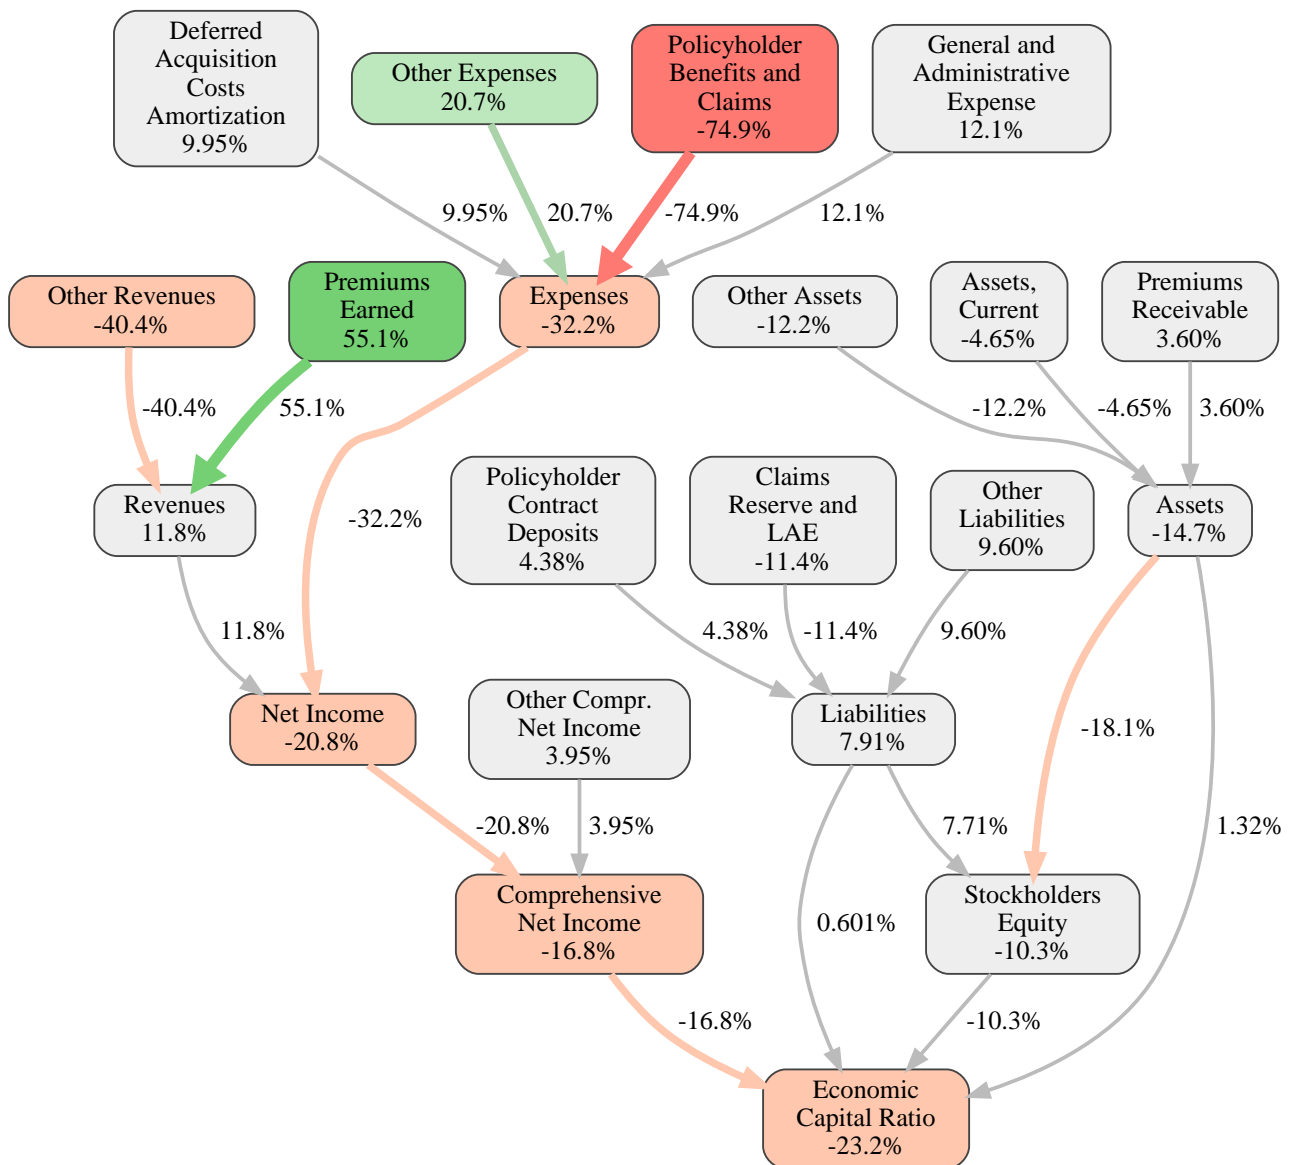 Deferred
Acquisition
Costs
Amortization
9.95%
Other Expenses
20.7%
Policyholder
Benefits and
Claims
-74.9%
General and
Administrative
Expense
12.1%
9.95%
20.7%
-74.9%
12.1%
Other Revenues
-40.4%
Premiums
Earned
55.1%
Expenses
-32.2%
Other Assets
-12.2%
Assets,
Current
-4.65%
Premiums
Receivable
3.60%
-40.4%
55.1%
-12.2%
-4.65%
3.60%
Revenues
11.8%
-32.2%
Policyholder
Contract
Deposits
4.38%
Claims
Reserve and
LAE
-11.4%
Other
Liabilities
9.60%
Assets
-14.7%
11.8%
4.38%
-11.4%
9.60%
Net Income
-20.8%
Other Compr.
Net Income
3.95%
Liabilities
7.91%
-18.1%
-20.8%
3.95%
7.71%
1.32%
Comprehensive
Net Income
-16.8%
0.601%
Stockholders
Equity
-10.3%
-16.8%
-10.3%
Economic
Capital Ratio
-23.2%